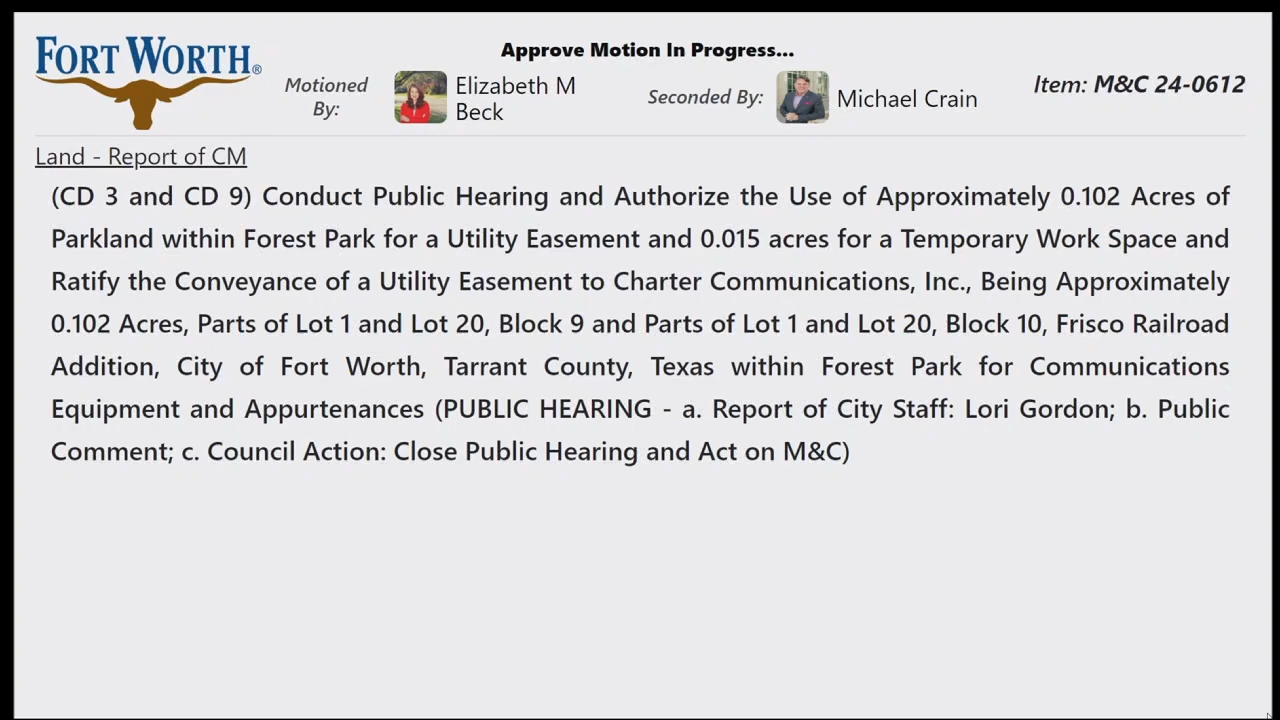 FORT WORTH®
Approve Motion In Progress...
Motioned By:
Elizabeth M Beck
Seconded By:
Michael Crain
Item: M&C 24-0612
Land - Report of CM
(CD 3 and CD 9) Conduct Public Hearing and Authorize the Use of Approximately 0.102 Acres of
Parkland within Forest Park for a Utility Easement and 0.015 acres for a Temporary Work Space and
Ratify the Conveyance of a Utility Easement to Charter Communications, Inc., Being Approximately
0.102 Acres, Parts of Lot 1 and Lot 20, Block 9 and Parts of Lot 1 and Lot 20, Block 10, Frisco Railroad
Addition, City of Fort Worth, Tarrant County, Texas within Forest Park for Communications
Equipment and Appurtenances (PUBLIC HEARING - a. Report of City Staff: Lori Gordon; b. Public
Comment; c. Council Action: Close Public Hearing and Act on M&C)